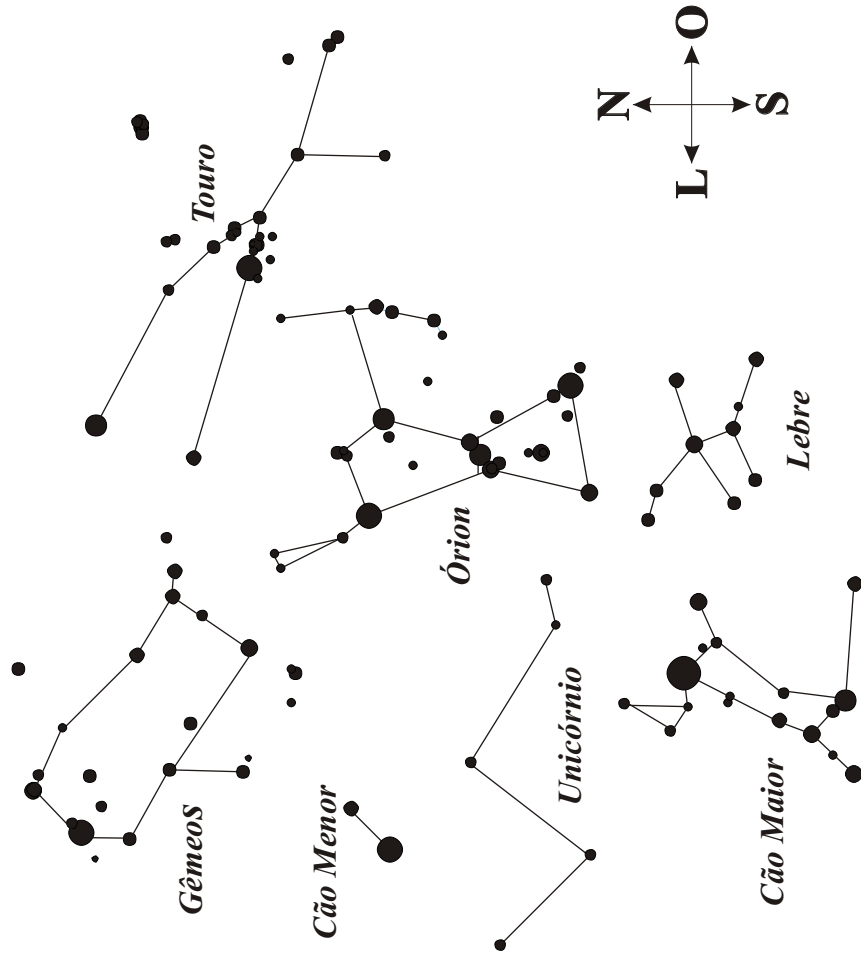 Touro
N
L
O
S
Órion
Lebre
Gêmeos
Cão Menor
Unicórnio
Cão Maior